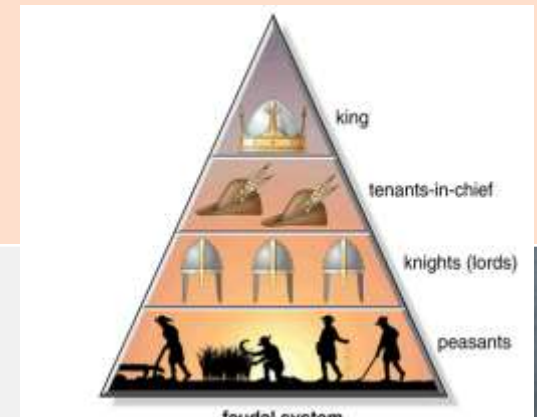 king
tenants-in-chief
knights (lords)
peasants
feudal system